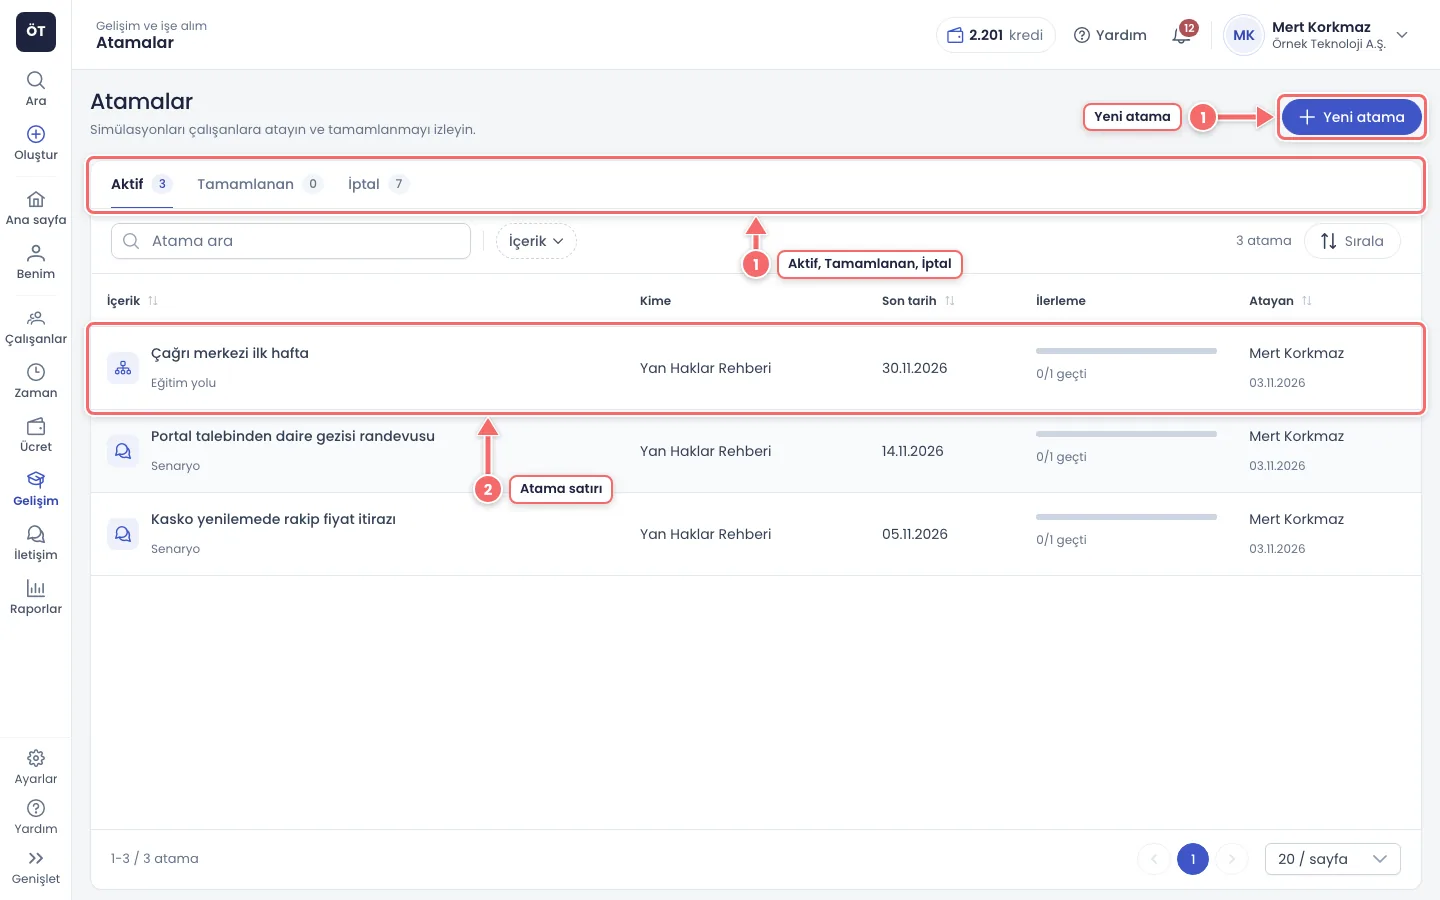 ÖT
Ara
Oluştur
Ana sayfa
Benim
Çalışanlar
Zaman
Ücret
Gelişim
İletişim
Raporlar
Ayarlar
Yardım
Genişlet
Gelişim ve işe alım
Atamalar
2.201 kredi
Yardım
12
MK
Mert Korkmaz
Örnek Teknoloji A.Ş.
Atamalar
Simülasyonları çalışanlara atayın ve tamamlanmayı izleyin.
Yeni atama
1
Yeni atama
Aktif 3
Tamamlanan 0
İptal 7
Atama ara
İçerik
1
Aktif, Tamamlanan, İptal
3 atama
Sırala
İçerik
Kime
Son tarih
İlerleme
Atayan
Çağrı merkezi ilk hafta
Eğitim yolu
Yan Haklar Rehberi
30.11.2026
0/1 geçti
Mert Korkmaz
03.11.2026
Portal talebinden daire gezisi randevusu
Senaryo
Yan Haklar Rehberi
14.11.2026
0/1 geçti
Mert Korkmaz
03.11.2026
2
Atama satırı
Kasko yenilemede rakip fiyat itirazı
Senaryo
Yan Haklar Rehberi
05.11.2026
0/1 geçti
Mert Korkmaz
03.11.2026
1-3 / 3 atama
1
20 / sayfa